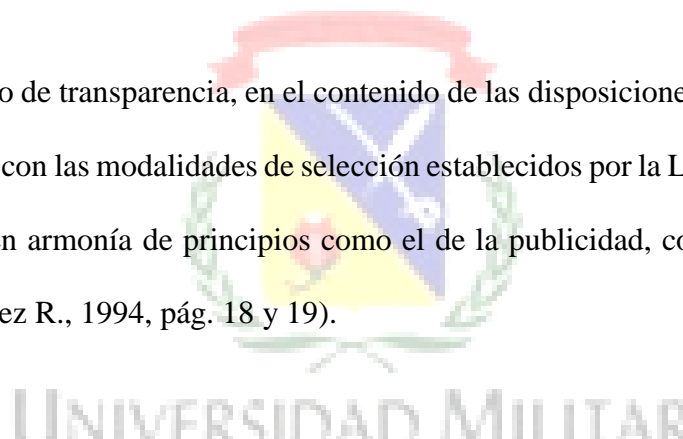 o de transparencia, en el contenido de las disposicione
con las modalidades de selección establecidos por la L
n armonía de principios como el de la publicidad, co
ez R., 1994, pág. 18 y 19).
UNIVERSIDAD MILITAR